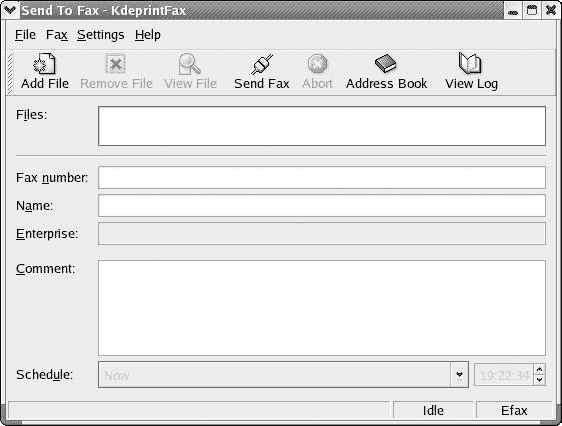 Send To Fax - KdeprintFax
File Fax Settings Help
Add File Remove File View File Send Fax Abort Address Book View Log
Files:
Fax number:
Name:
Enterprise:
Comment:
Schedule: Now 19:22:34
Idle Efax